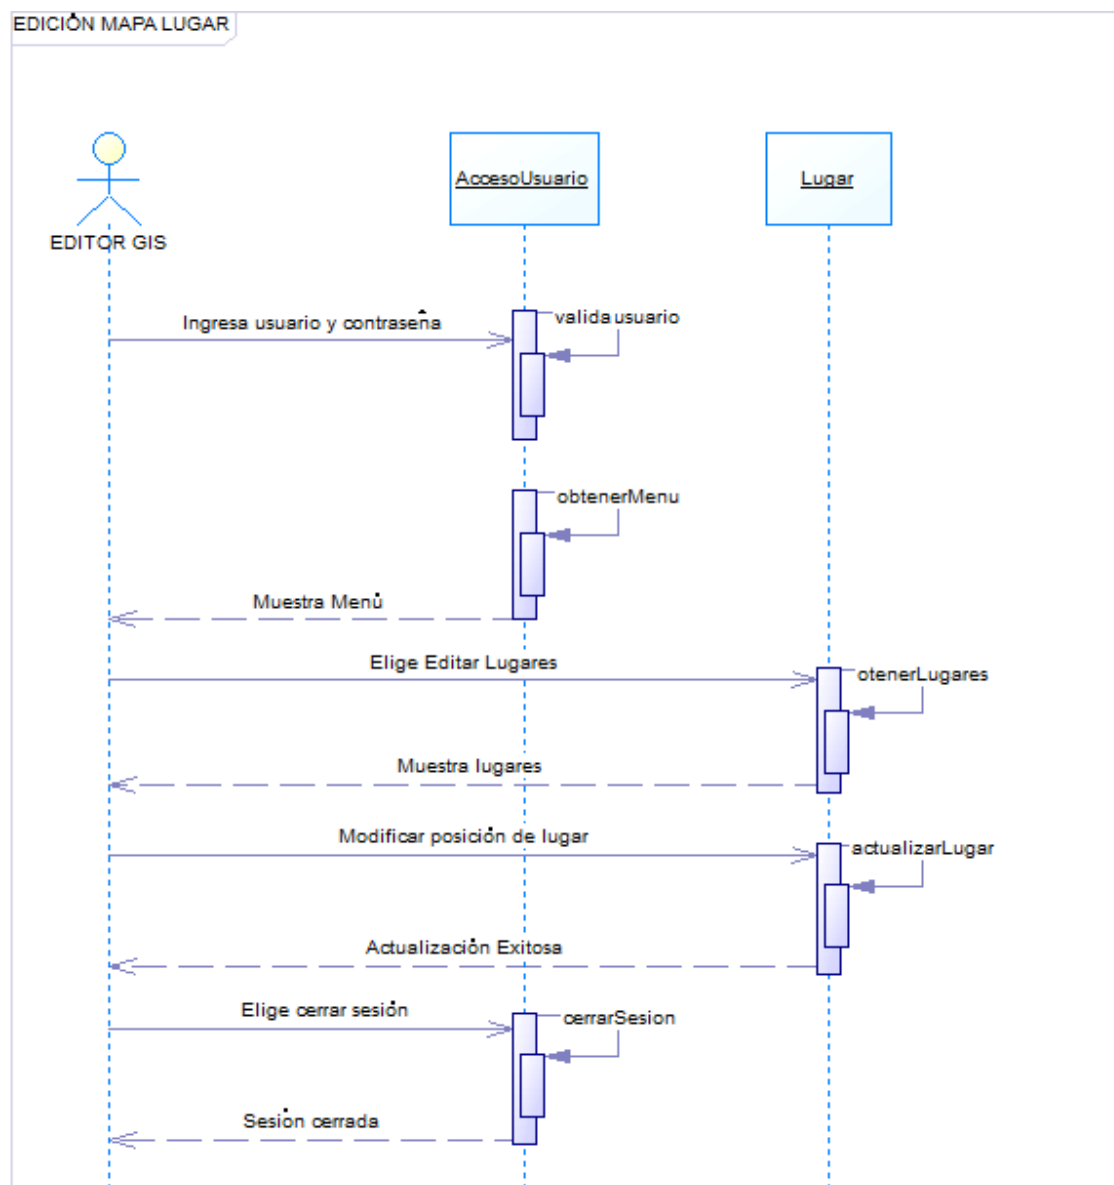 EDICIÓN MAPA LUGAR
AccesoUsuario
Lugar
EDITOR GIS
Ingresa usuario y contraseña
valida usuario
obtenerMenu
Muestra Menú
Elige Editar Lugares
otenerLugares
Muestra lugares
Modificar posición de lugar
actualizarLugar
Actualización Exitosa
Elige cerrar sesión
cerrarSesion
Sesión cerrada